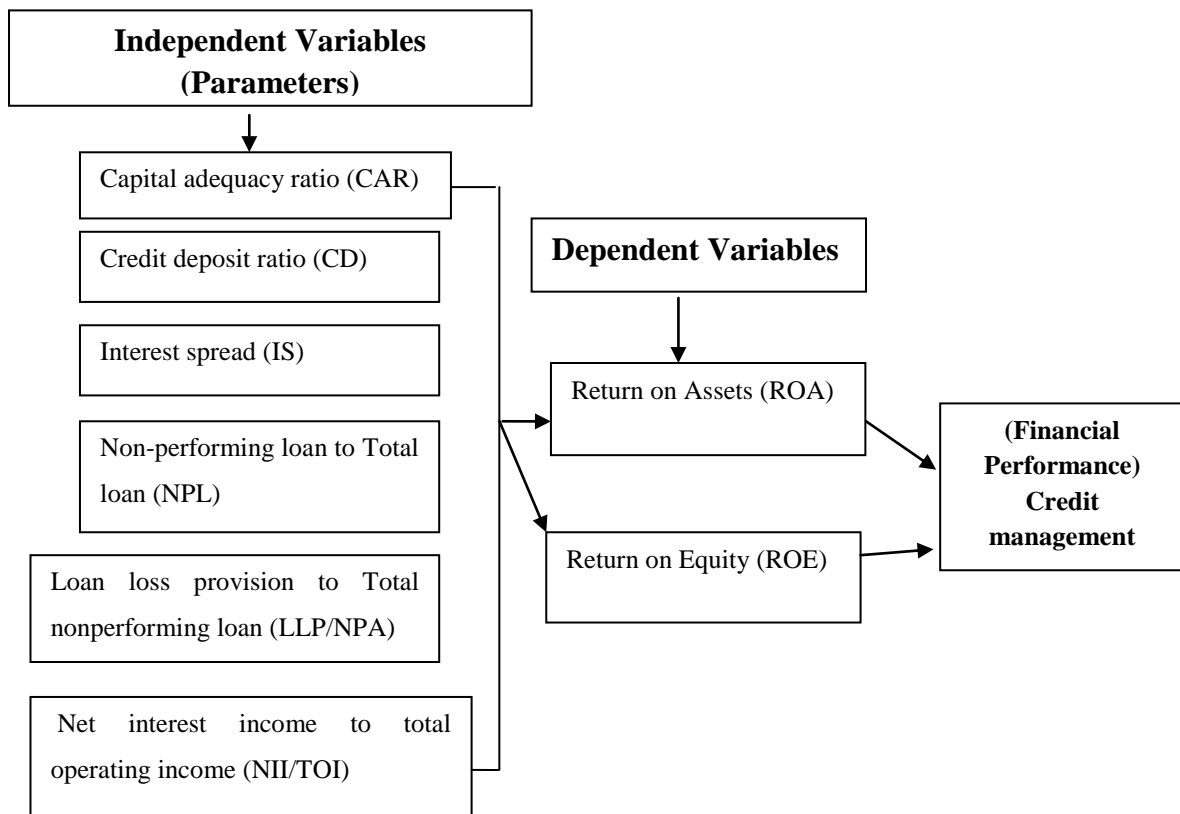 Independent Variables
(Parameters)
Capital adequacy ratio (CAR)
Credit deposit ratio (CD)
Interest spread (IS)
Non-performing loan to Total
loan (NPL)
Loan loss provision to Total
nonperforming loan (LLP/NPA)
Net interest income to total
operating income (NII/TOI)
Dependent Variables
Return on Assets (ROA)
Return on Equity (ROE)
(Financial
Performance)
Credit
management